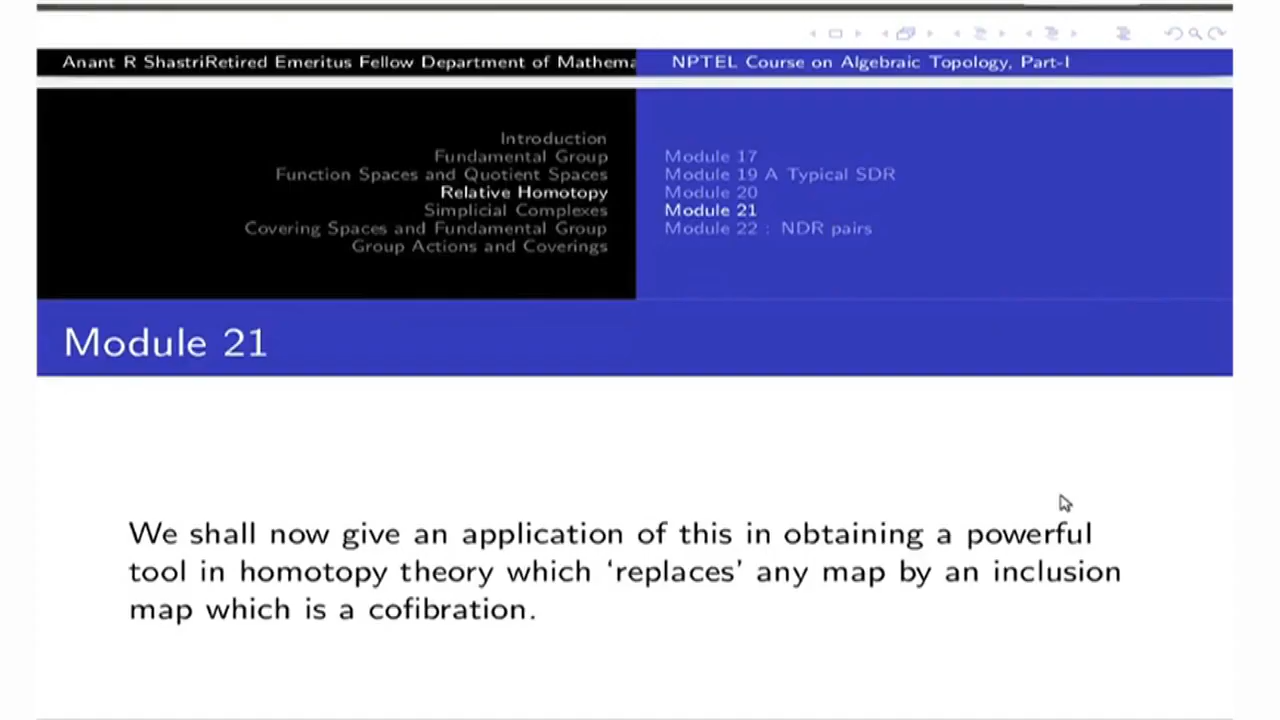 Anant R ShastriRetired Emeritus Fellow Department of Mathema
NPTEL Course on Algebraic Topology, Part-I
Introduction
Fundamental Group
Function Spaces and Quotient Spaces
Relative Homotopy
Simplicial Complexes
Covering Spaces and Fundamental Group
Group Actions and Coverings
Module 17
Module 19 A Typical SDR
Module 20
Module 21
Module 22 : NDR pairs
Module 21
We shall now give an application of this in obtaining a powerful
tool in homotopy theory which ‘replaces’ any map by an inclusion
map which is a cofibration.